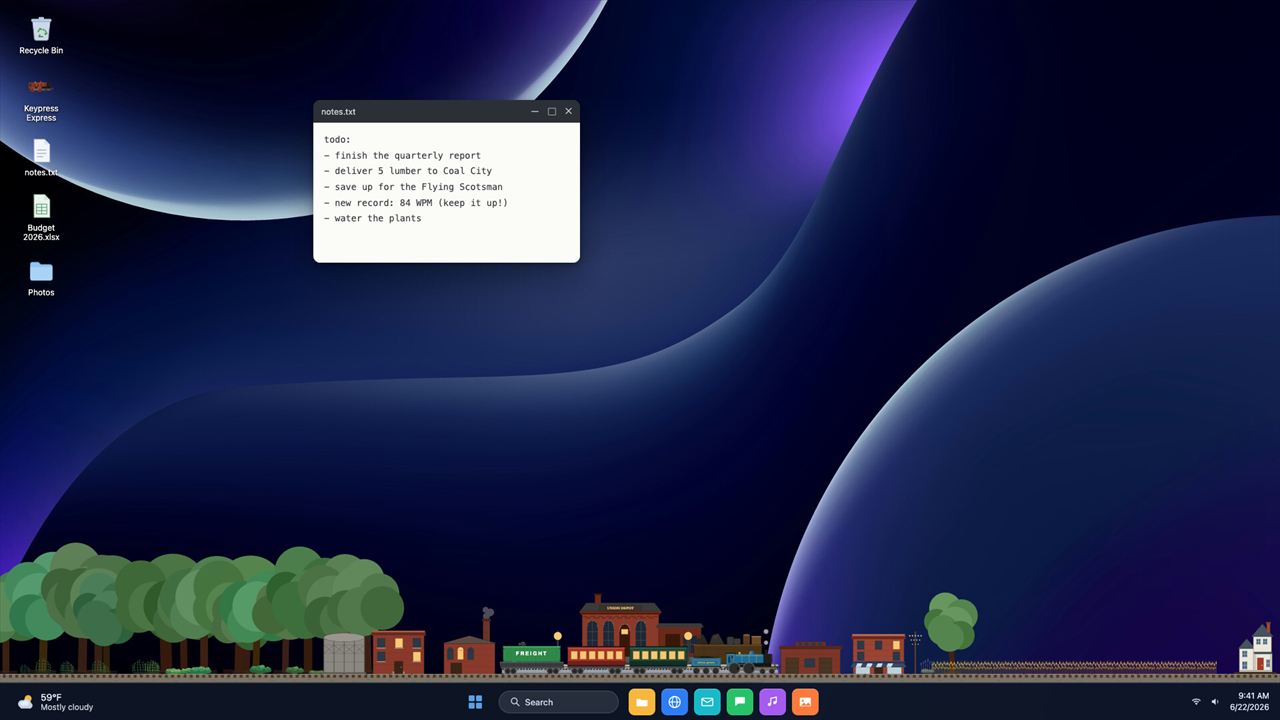 Recycle Bin
Keypress
Express
notes.txt
Budget
2026.xlsx
Photos
notes.txt
todo:
- finish the quarterly report
- deliver 5 lumber to Coal City
- save up for the Flying Scotsman
- new record: 84 WPM (keep it up!)
- water the plants
UNION DEPOT
FREIGHT
59°F
Mostly cloudy
Search
9:41 AM
6/22/2026